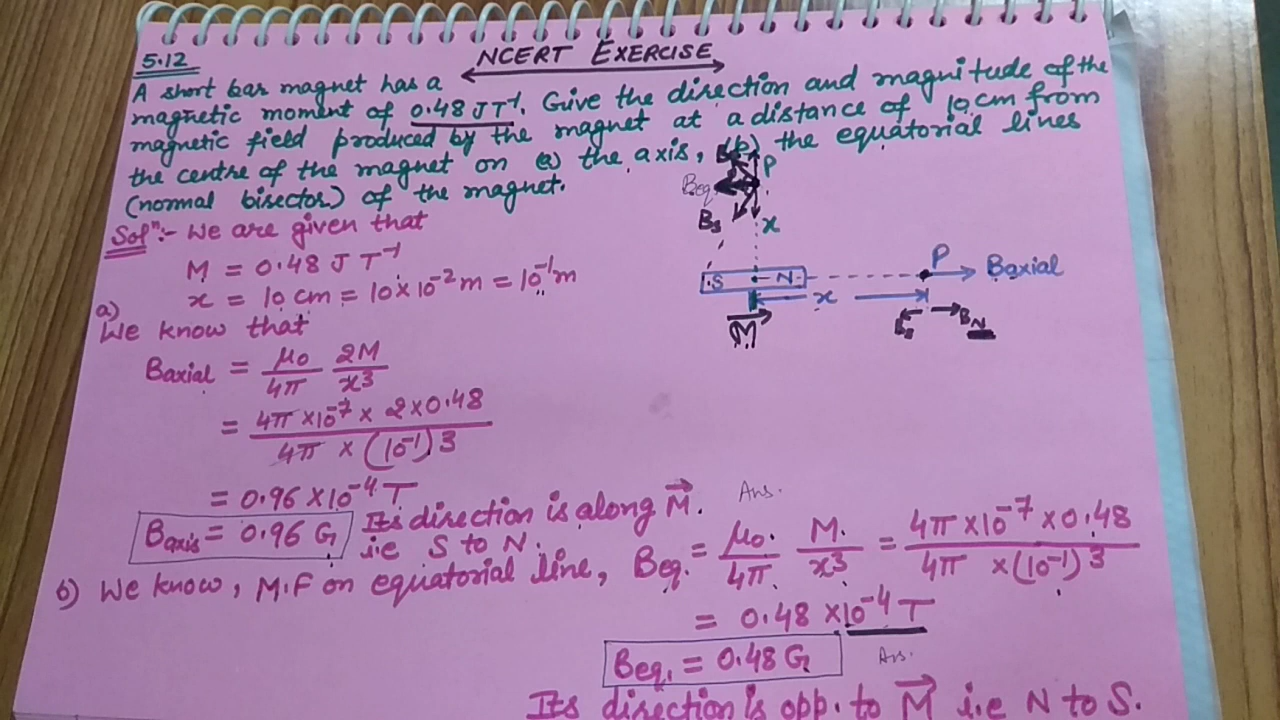 NCERT EXERCISE
5.12
A short bar magnet has a
magnetic moment of 0.48 J T⁻¹. Give the direction and magnitude of the
magnetic field produced by the magnet at a distance of 10 cm from
the centre of the magnet on (a) the axis, (b) the equatorial lines
(normal bisector) of the magnet.
Solⁿ:- We are given that
M = 0.48 J T⁻¹
x = 10 cm = 10 x 10⁻² m = 10⁻¹ m
a)
We know that
Baxial = μ₀/4π 2M/x³
= 4π x 10⁻⁷ x 2 x 0.48 / 4π x (10⁻¹)3
= 0.96 x 10⁻⁴ T
Baxis = 0.96 G Its direction is along M⃗. Ans.
i.e S to N.
P
Beq.
Bs
x
S N
P
Baxial
x
M⃗
Bs
BN
b) We know, M.F on equatorial line, Beq. = μ₀/4π. M/x³ = 4π x 10⁻⁷ x 0.48 / 4π x (10⁻¹)3
= 0.48 x 10⁻⁴ T
Beq. = 0.48 G Ans.
Its direction is opp. to M⃗ i.e N to S.